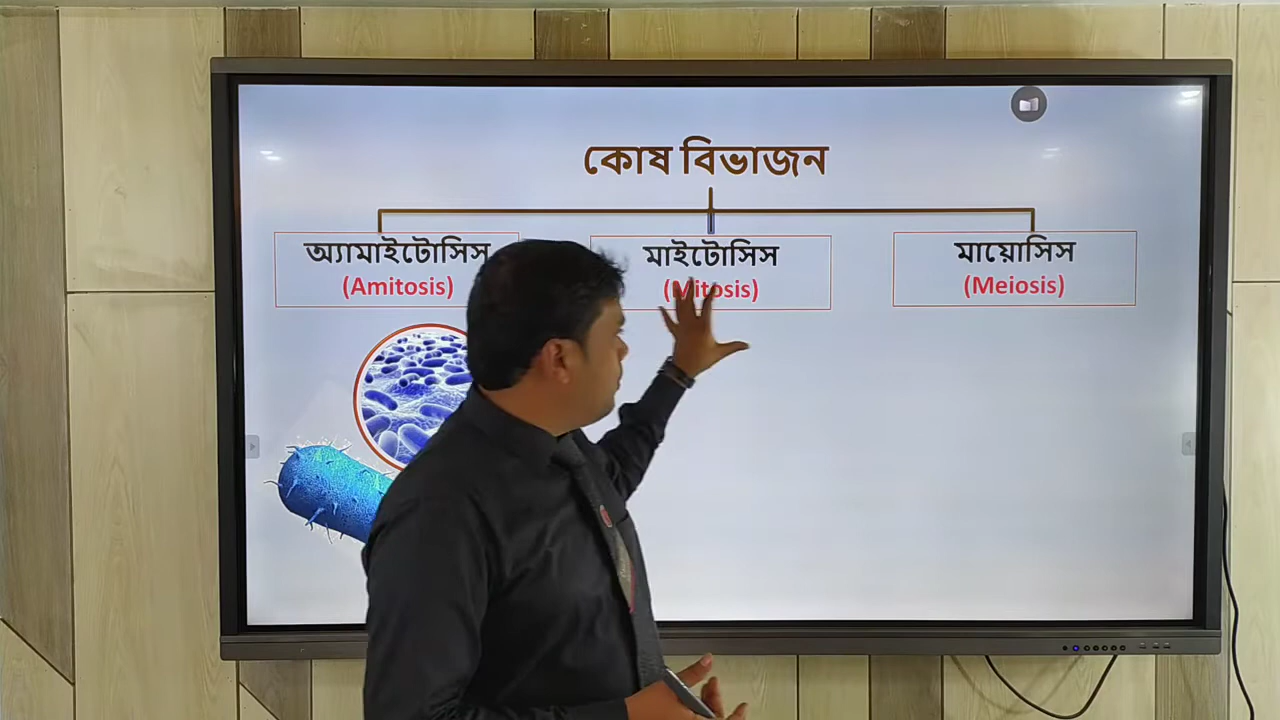 কোষ বিভাজন
অ্যামাইটোসিস
(Amitosis)
মাইটোসিস
(Mitosis)
মায়োসিস
(Meiosis)